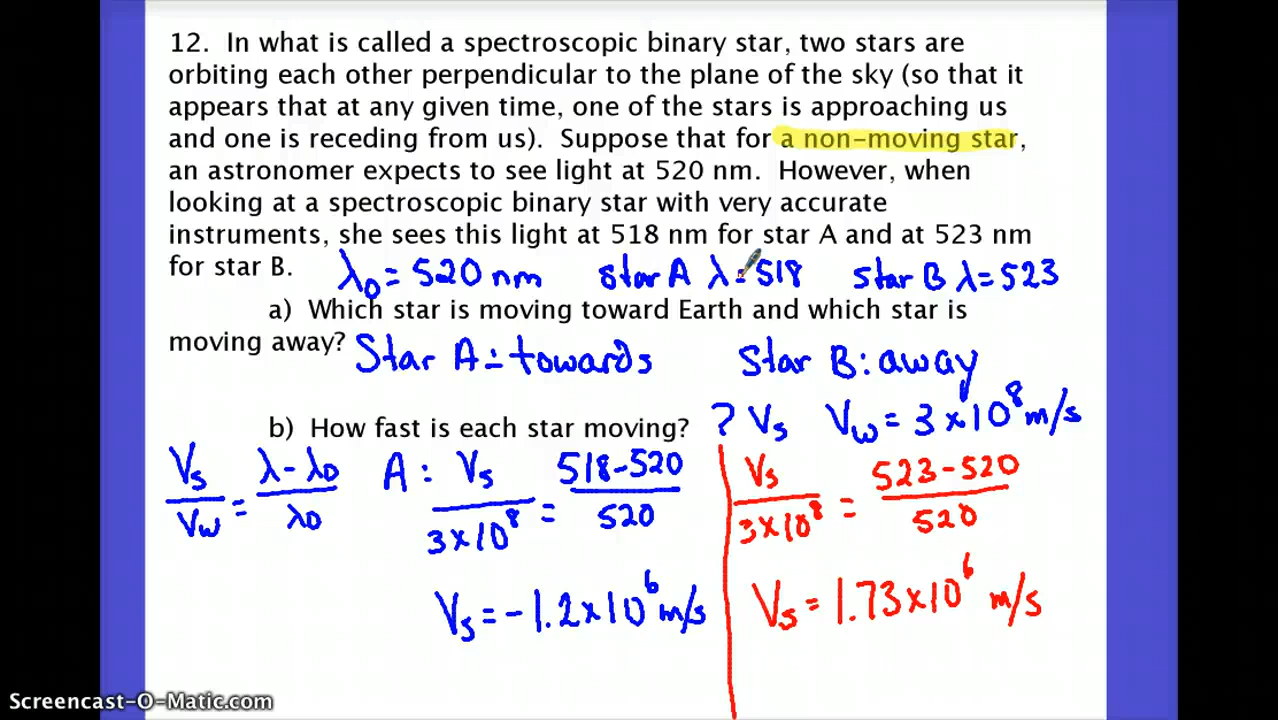 12. In what is called a spectroscopic binary star, two stars are
orbiting each other perpendicular to the plane of the sky (so that it
appears that at any given time, one of the stars is approaching us
and one is receding from us). Suppose that for a non-moving star,
an astronomer expects to see light at 520 nm. However, when
looking at a spectroscopic binary star with very accurate
instruments, she sees this light at 518 nm for star A and at 523 nm
for star B. λ₀ = 520 nm star A λ=518 star B λ=523
a) Which star is moving toward Earth and which star is
moving away? Star A: towards Star B: away
b) How fast is each star moving? ? Vs Vw = 3×10⁸ m/s
Vs/Vw = (λ-λ₀)/λ₀ A: Vs/3×10⁸ = (518-520)/520 Vs/3×10⁸ = (523-520)/520
Vs = -1.2×10⁶ m/s Vs = 1.73×10⁶ m/s
Screencast-O-Matic.com